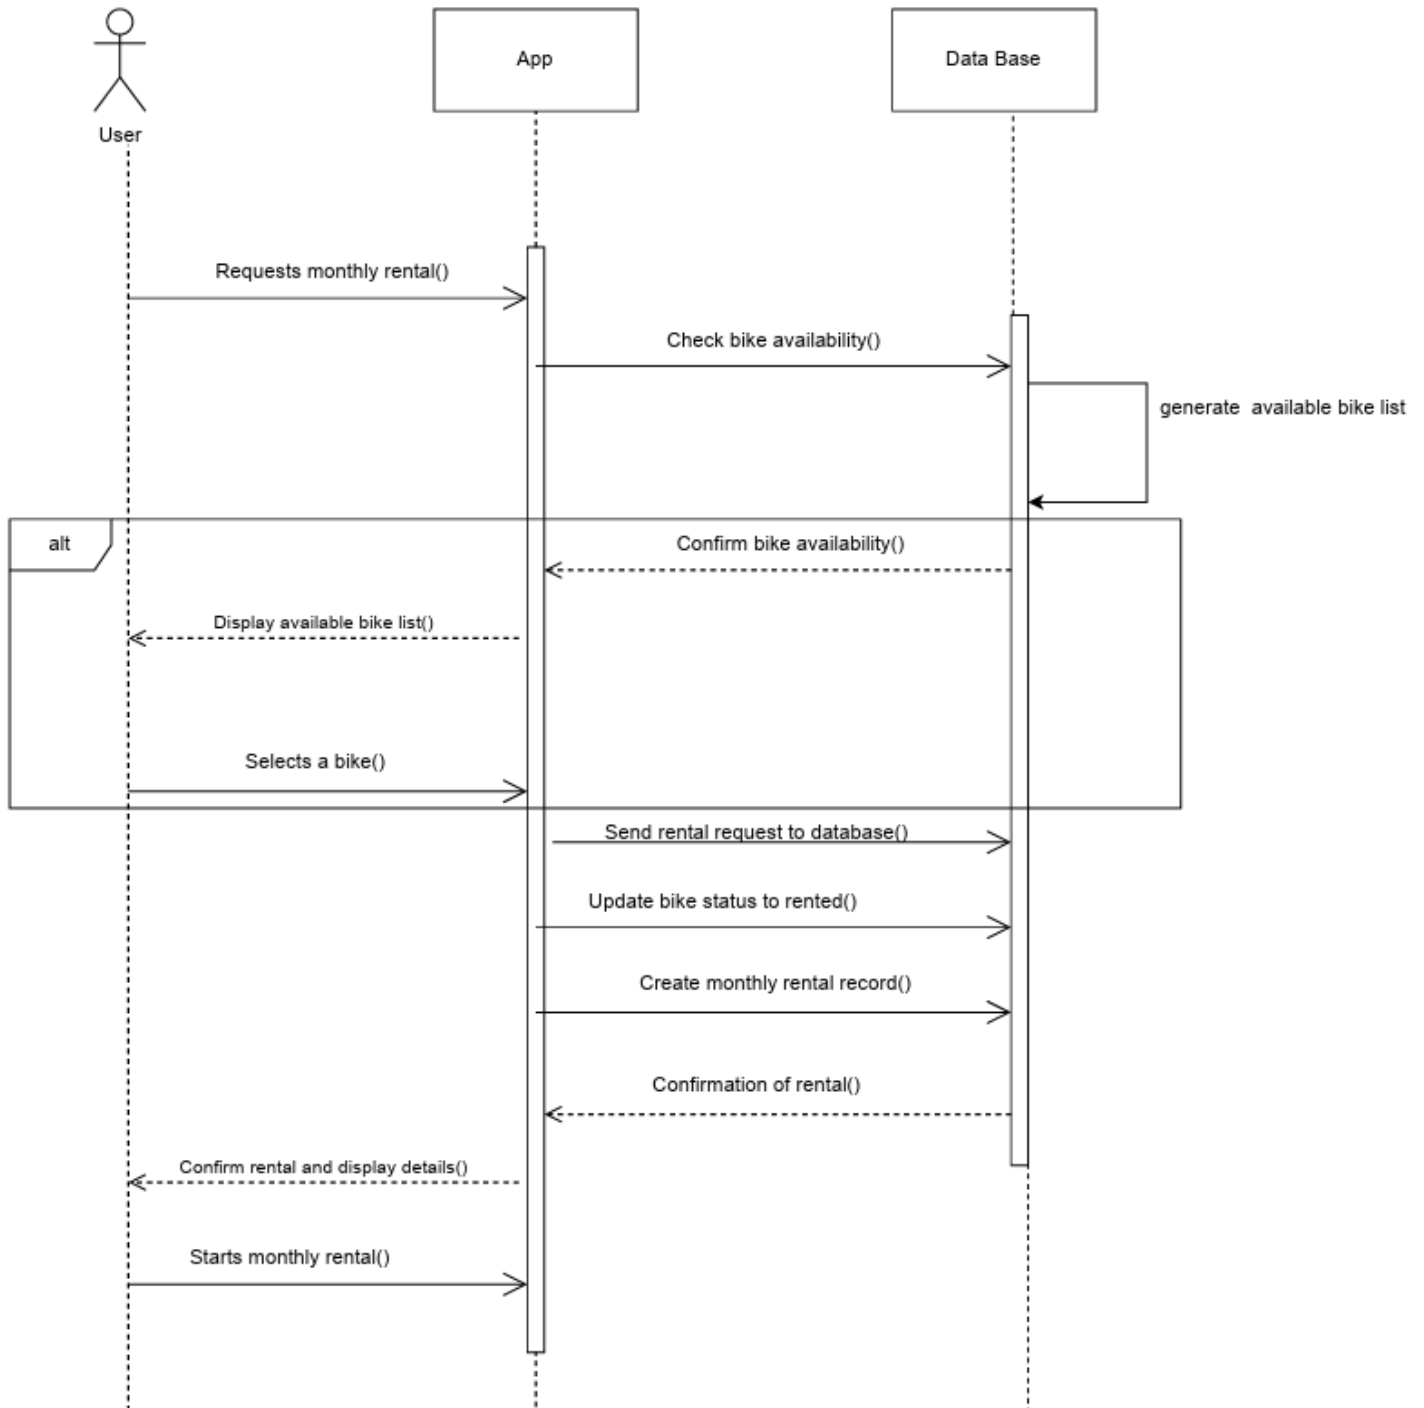 User
App
Data Base
Requests monthly rental()
Check bike availability()
generate  available bike list
alt
Confirm bike availability()
Display available bike list()
Selects a bike()
Send rental request to database()
Update bike status to rented()
Create monthly rental record()
Confirmation of rental()
Confirm rental and display details()
Starts monthly rental()